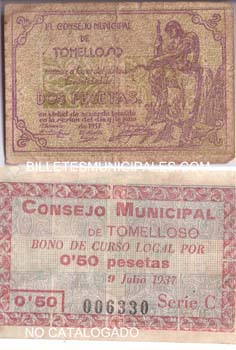 EL CONSEJO MUNICIPAL
DE
TOMELLOSO
DOS PESETAS
1937
BILLETESMUNICIPALES.COM
CONSEJO MUNICIPAL
DE TOMELLOSO
BONO DE CURSO LOCAL POR
0'50 pesetas
9 Julio 1937
0'50
006330
Serie C
NO CATALOGADO